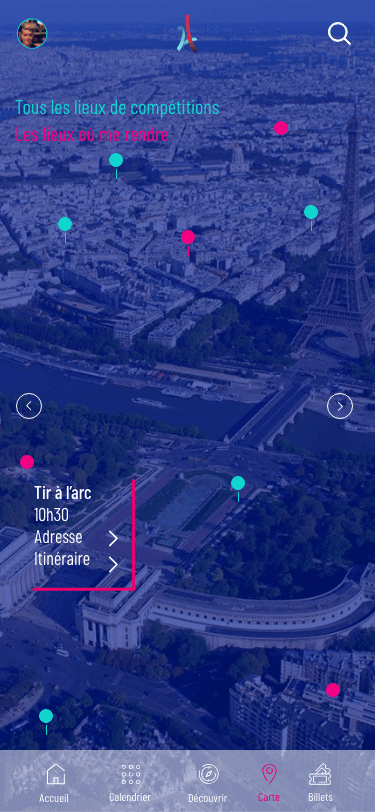 Tous les lieux de compétitions
Les lieux où me rendre
Tir à l'arc
10h30
Adresse
Itinéraire
Accueil
Calendrier
Découvrir
Carte
Billets